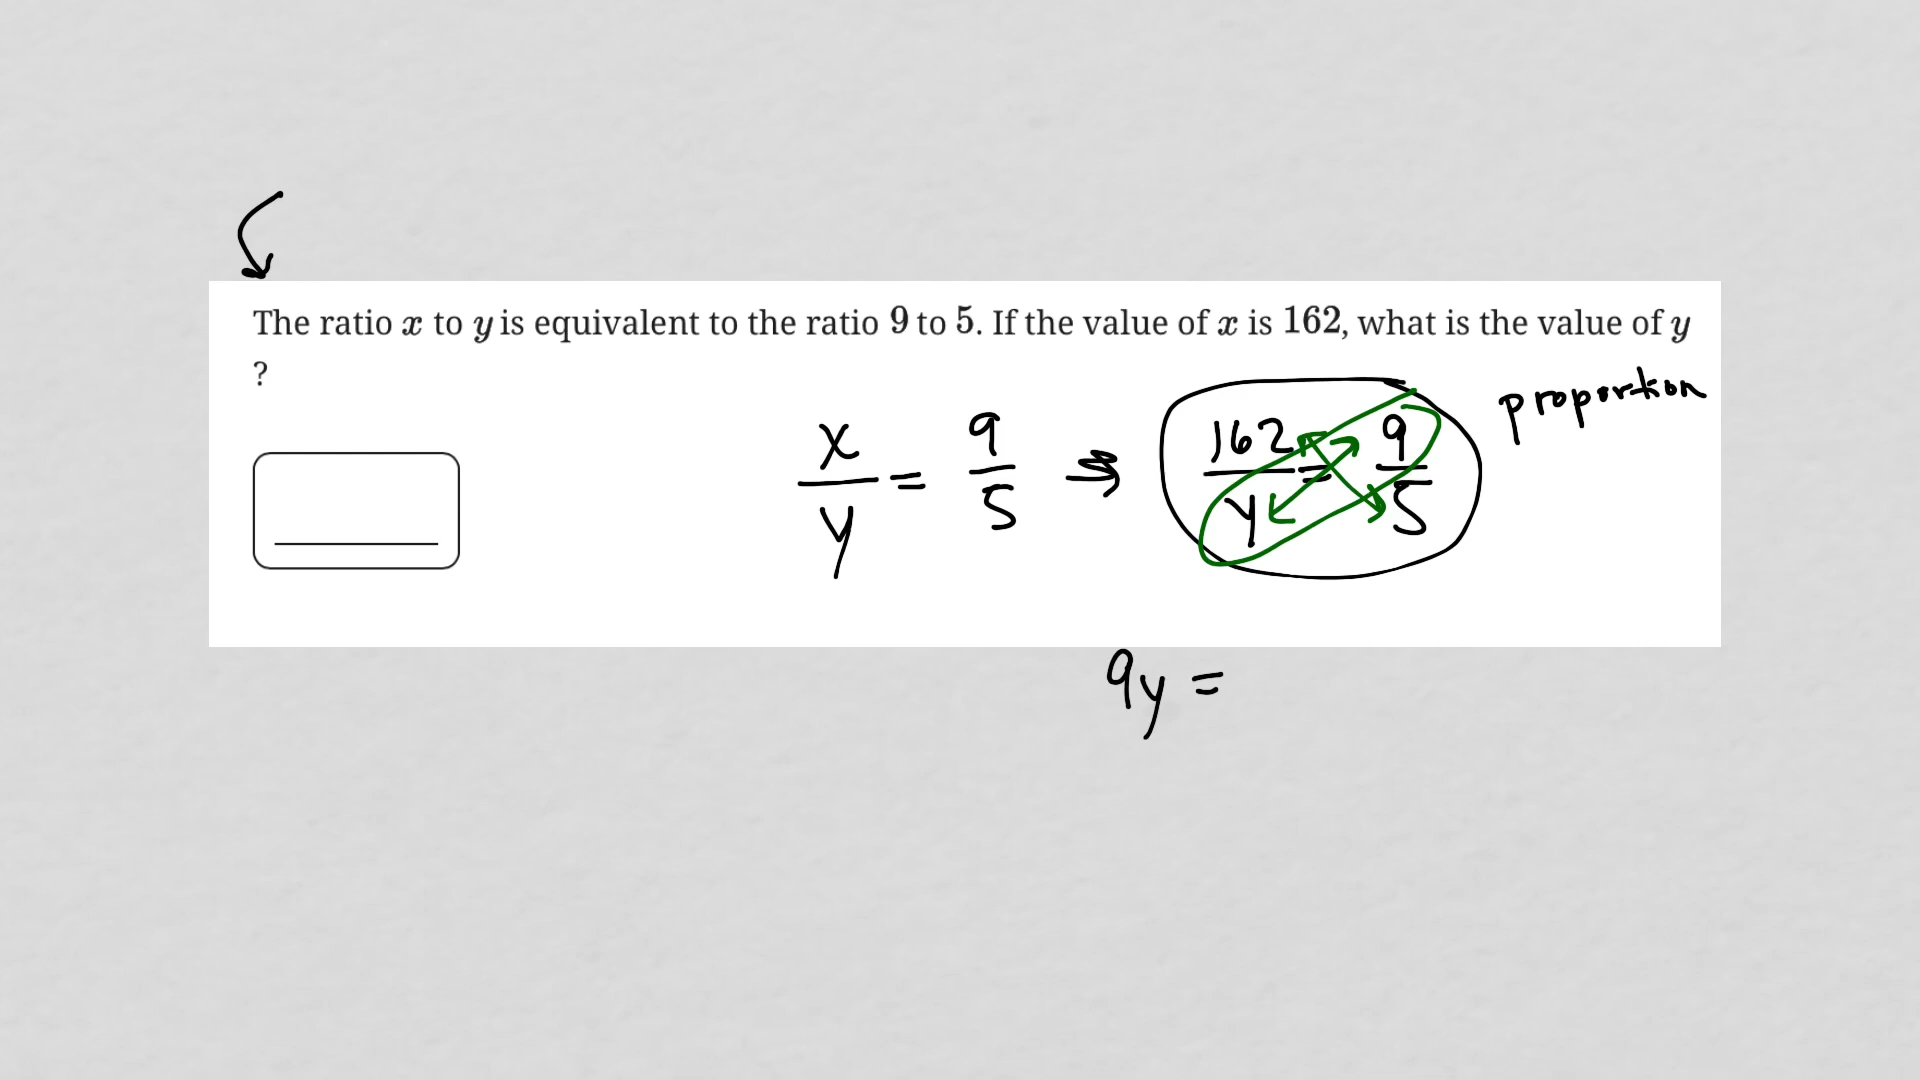 The ratio x to y is equivalent to the ratio 9 to 5. If the value of x is 162, what is the value of y
?
x/y = 9/5 ⇒ 162/y = 9/5 proportion
9y =